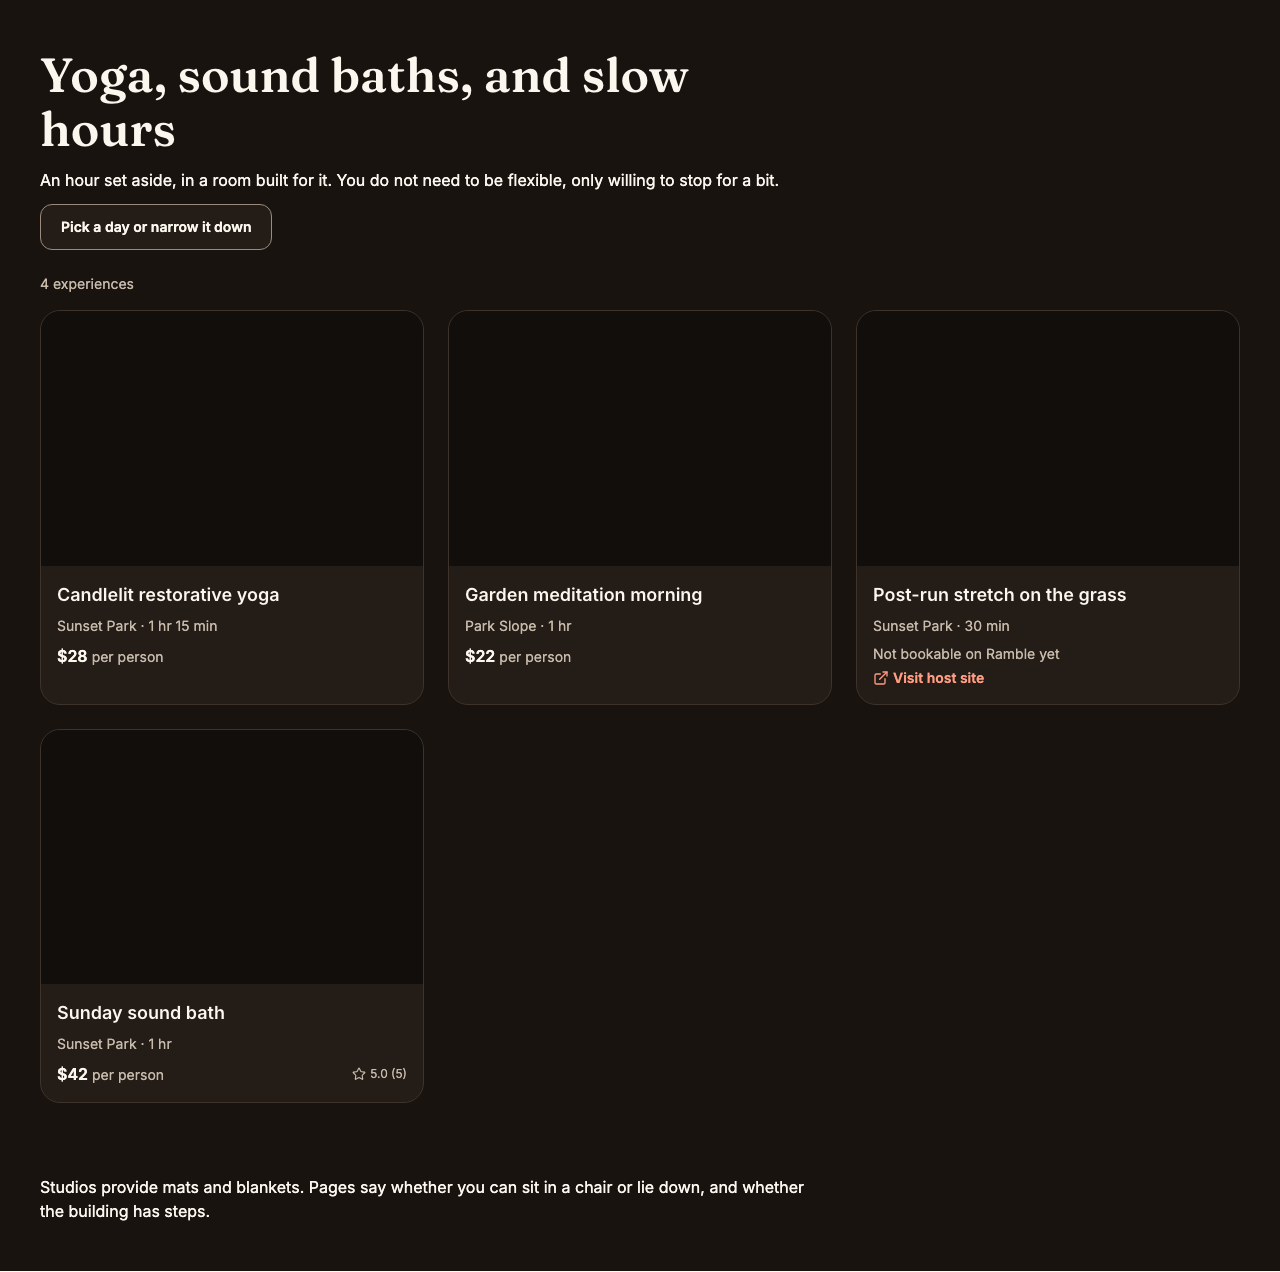 Yoga, sound baths, and slow
hours
An hour set aside, in a room built for it. You do not need to be flexible, only willing to stop for a bit.
Pick a day or narrow it down
4 experiences
Candlelit restorative yoga
Sunset Park · 1 hr 15 min
$28 per person
Garden meditation morning
Park Slope · 1 hr
$22 per person
Post-run stretch on the grass
Sunset Park · 30 min
Not bookable on Ramble yet
Visit host site
Sunday sound bath
Sunset Park · 1 hr
$42 per person
5.0 (5)
Studios provide mats and blankets. Pages say whether you can sit in a chair or lie down, and whether
the building has steps.